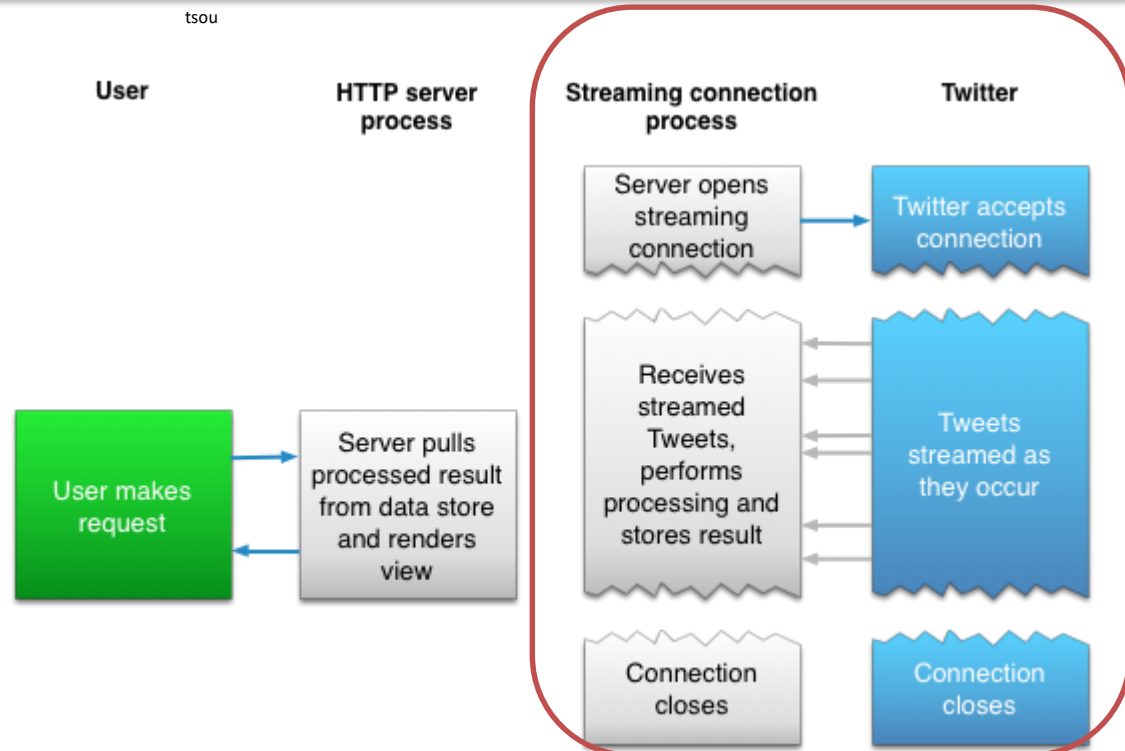 tsou
User
HTTP server
process
Streaming connection
process
Twitter
Server opens
streaming
connection
Twitter accepts
connection
User makes
request
Server pulls
processed result
from data store
and renders
view
Receives
streamed
Tweets,
performs
processing and
stores result
Tweets
streamed as
they occur
Connection
closes
Connection
closes